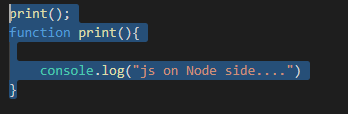 print();
function print(){
console.log("js on Node side....")
}